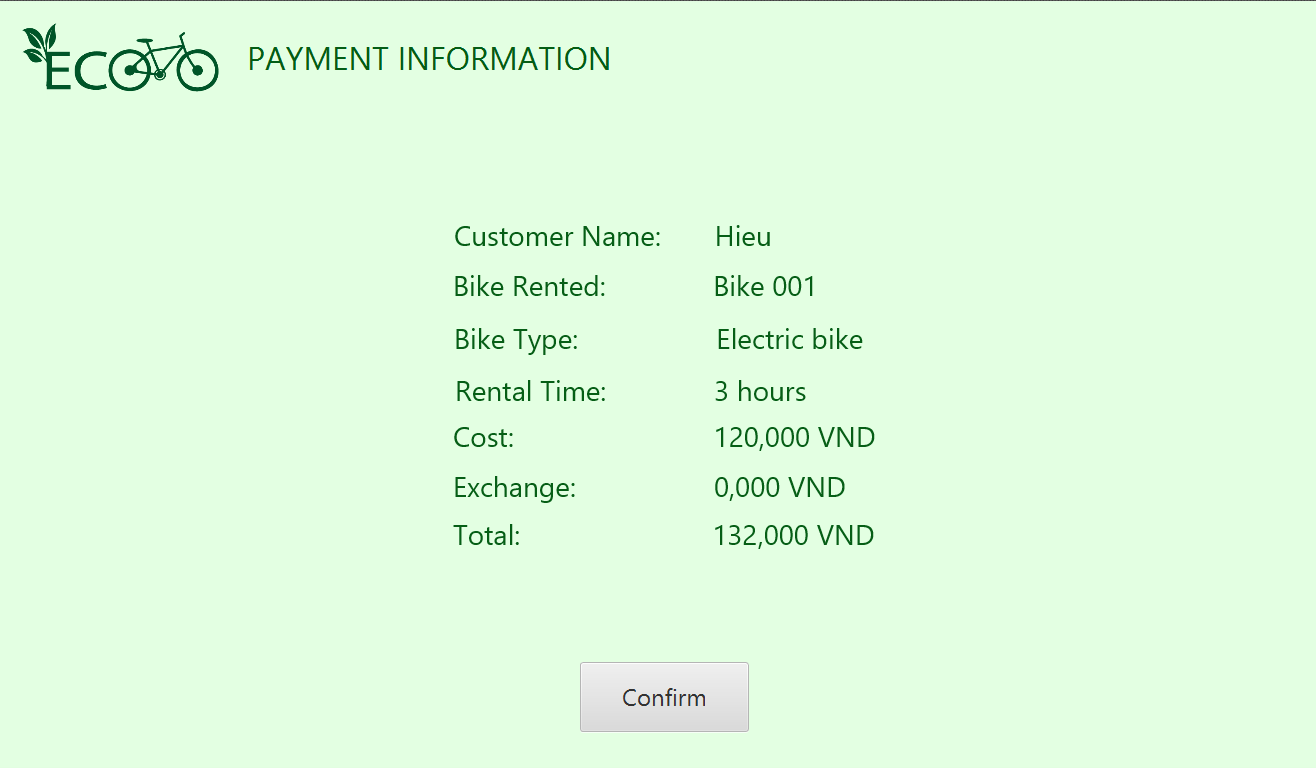 ECO
PAYMENT INFORMATION
Customer Name: Hieu
Bike Rented: Bike 001
Bike Type: Electric bike
Rental Time: 3 hours
Cost: 120,000 VND
Exchange: 0,000 VND
Total: 132,000 VND
Confirm